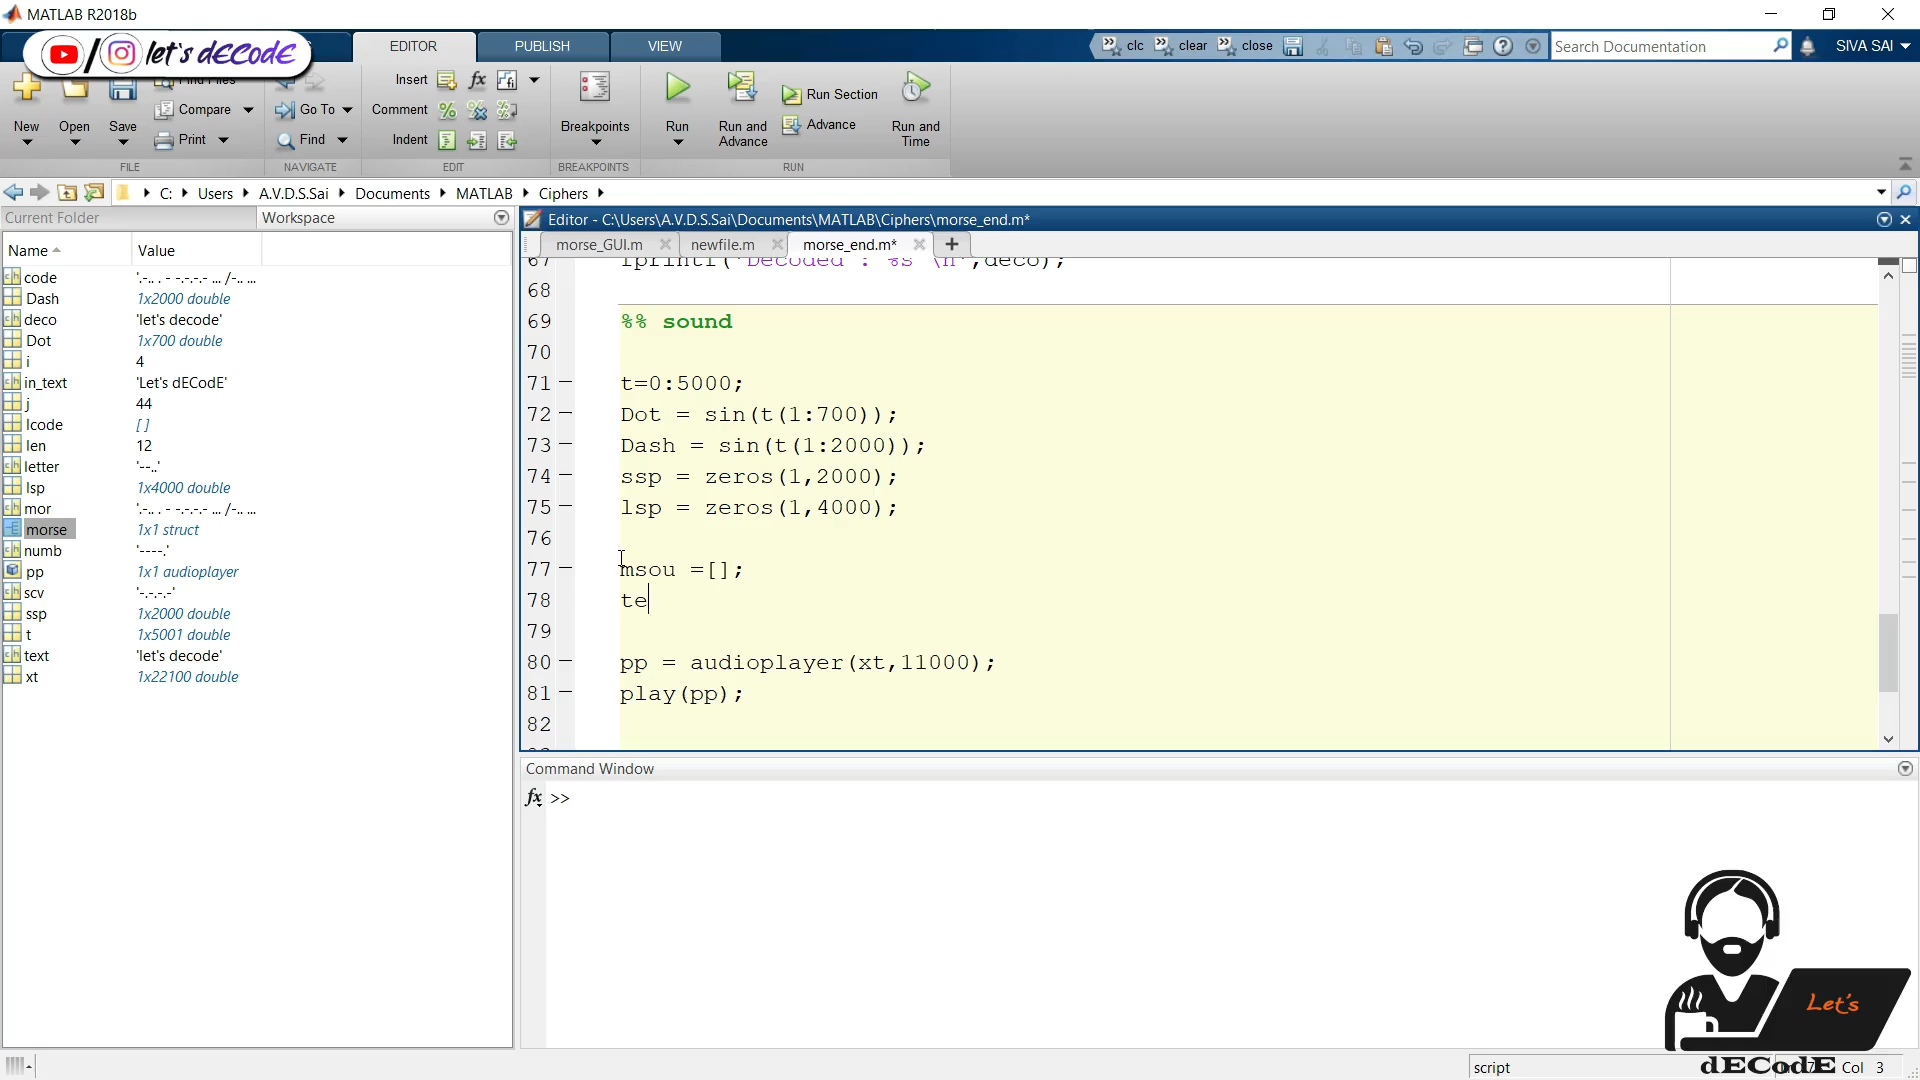 MATLAB R2018b
let's dECodE
EDITOR
PUBLISH
VIEW
clc
clear
close
Search Documentation
SIVA SAI
New
Open
Save
Find Files
Compare
Print
FILE
Go To
Find
NAVIGATE
Insert
fx
Comment
Indent
EDIT
Breakpoints
BREAKPOINTS
Run
Run and Advance
Run Section
Advance
Run and Time
RUN
C: Users A.V.D.S.Sai Documents MATLAB Ciphers
Current Folder
Workspace
Name Value
code '.-.. . - -.-.-.- ... /-.. ...
Dash 1x2000 double
deco 'let's decode'
Dot 1x700 double
i 4
in_text 'Let's dECodE'
j 44
lcode []
len 12
letter '--..'
lsp 1x4000 double
mor '.-.. . - -.-.-.- ... /-.. ...
morse 1x1 struct
numb '----.'
pp 1x1 audioplayer
scv '-.-.-.-'
ssp 1x2000 double
t 1x5001 double
text 'let's decode'
xt 1x22100 double
Editor - C:\Users\A.V.D.S.Sai\Documents\MATLAB\Ciphers\morse_end.m*
morse_GUI.m
newfile.m
morse_end.m*
67 fprintf('Decoded : %s \n',deco);
68
69 %% sound
70
71 t=0:5000;
72 Dot = sin(t(1:700));
73 Dash = sin(t(1:2000));
74 ssp = zeros(1,2000);
75 lsp = zeros(1,4000);
76
77 msou =[];
78 te
79
80 pp = audioplayer(xt,11000);
81 play(pp);
82
Command Window
fx >>
Let's
dECodE
script
Col 3